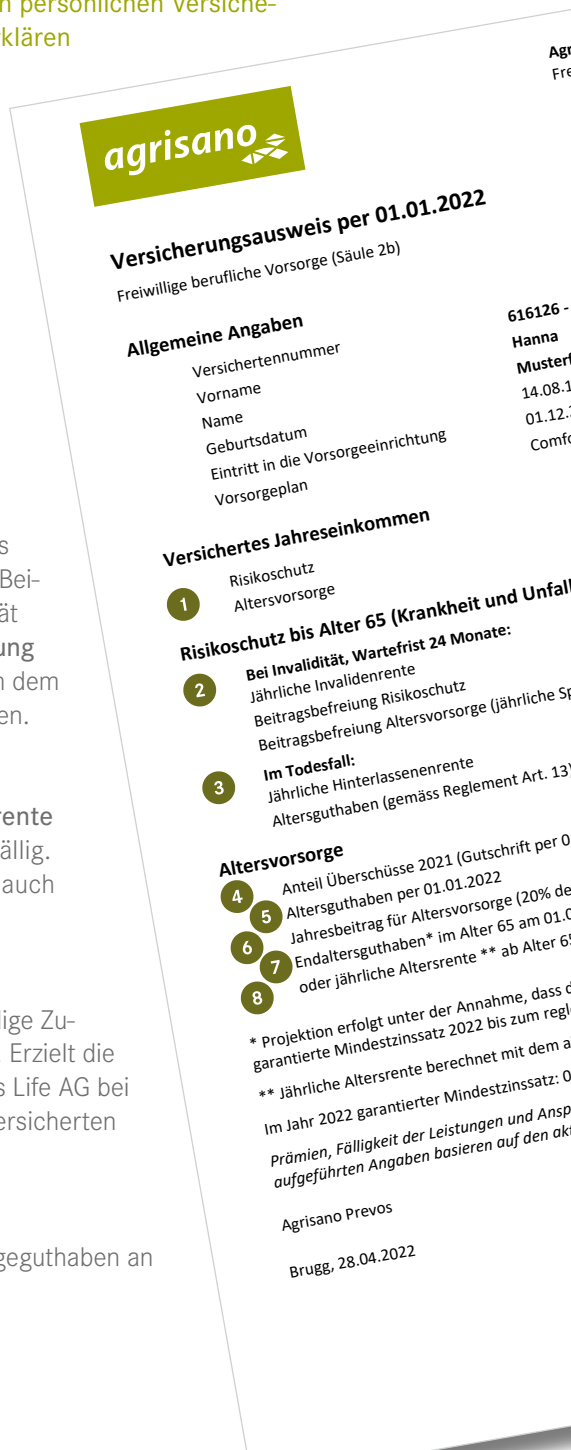 persönlichen Versiche-
klären
s
Bei-
ät
ung
dem
en.
rente
ällig.
auch
lige Zu-
. Erzielt die
s Life AG bei
ersicherten
geguthaben an
Agr
Fre
agrisano
Versicherungsausweis per 01.01.2022
Freiwillige berufliche Vorsorge (Säule 2b)
Allgemeine Angaben
Versichertennummer 616126 -
Vorname Hanna
Name Musterf
Geburtsdatum 14.08.1
Eintritt in die Vorsorgeeinrichtung 01.12.
Vorsorgeplan Comfo
Versichertes Jahreseinkommen
1 Risikoschutz
Altersvorsorge
Risikoschutz bis Alter 65 (Krankheit und Unfall
2 Bei Invalidität, Wartefrist 24 Monate:
Jährliche Invalidenrente
Beitragsbefreiung Risikoschutz
Beitragsbefreiung Altersvorsorge (jährliche Sp
3 Im Todesfall:
Jährliche Hinterlassenenrente
Altersguthaben (gemäss Reglement Art. 13)
Altersvorsorge
4 Anteil Überschüsse 2021 (Gutschrift per 0
5 Altersguthaben per 01.01.2022
6 Jahresbeitrag für Altersvorsorge (20% de
7 Endaltersguthaben* im Alter 65 am 01.0
8 oder jährliche Altersrente ** ab Alter 65
* Projektion erfolgt unter der Annahme, dass d
garantierte Mindestzinssatz 2022 bis zum regle
** Jährliche Altersrente berechnet mit dem a
Im Jahr 2022 garantierter Mindestzinssatz: 0
Prämien, Fälligkeit der Leistungen und Ansp
aufgeführten Angaben basieren auf den akt
Agrisano Prevos
Brugg, 28.04.2022